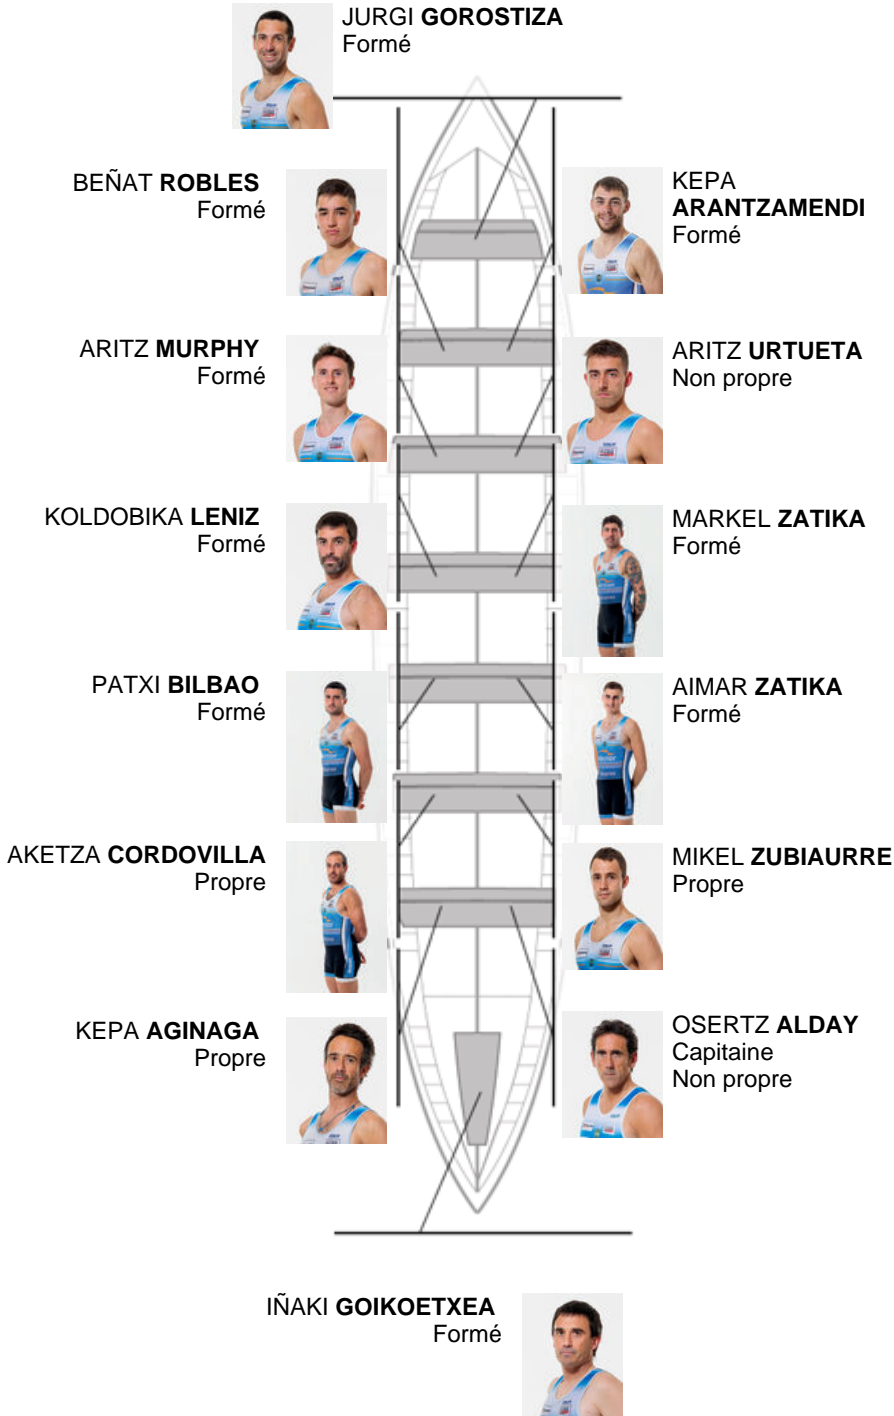 JURGI GOROSTIZA
Formé
BEÑAT ROBLES
Formé
KEPA
ARANTZAMENDI
Formé
ARITZ MURPHY
Formé
ARITZ URTUETA
Non propre
KOLDOBIKA LENIZ
Formé
MARKEL ZATIKA
Formé
PATXI BILBAO
Formé
AIMAR ZATIKA
Formé
AKETZA CORDOVILLA
Propre
MIKEL ZUBIAURRE
Propre
KEPA AGINAGA
Propre
OSERTZ ALDAY
Capitaine
Non propre
IÑAKI GOIKOETXEA
Formé